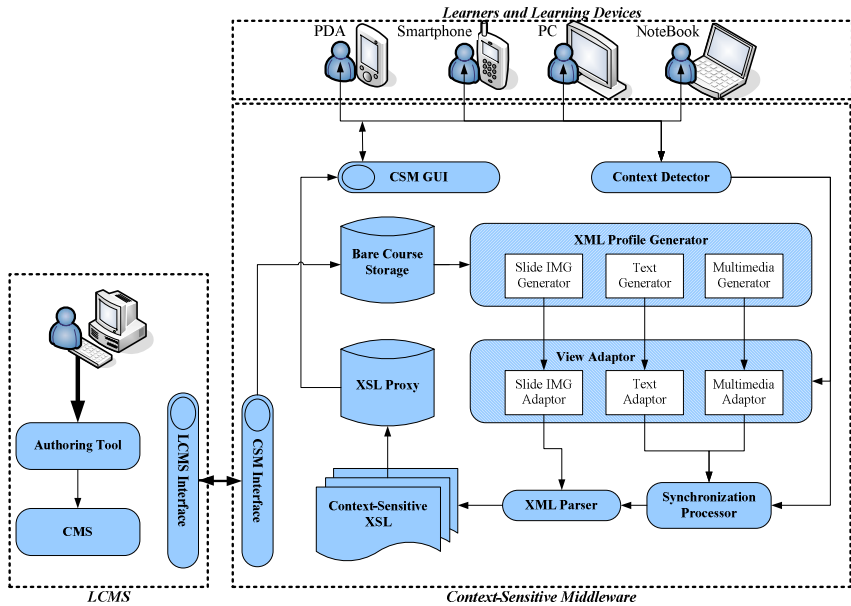 Learners and Learning Devices
PDA
Smartphone
PC
NoteBook
CSM GUI
Context Detector
Bare Course
Storage
XML Profile Generator
Slide IMG
Generator
Text
Generator
Multimedia
Generator
XSL Proxy
View Adaptor
Slide IMG
Adaptor
Text
Adaptor
Multimedia
Adaptor
Authoring Tool
CMS
LCMS Interface
CSM Interface
Context-Sensitive
XSL
XML Parser
Synchronization
Processor
LCMS
Context-Sensitive Middleware